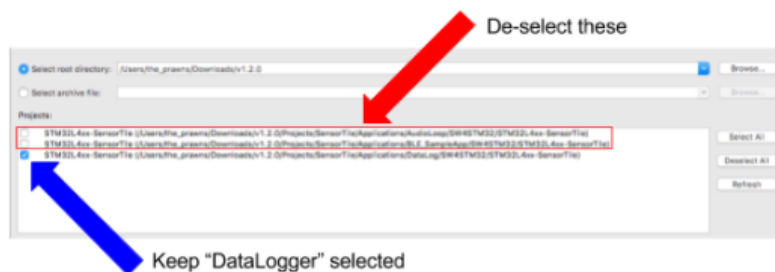 De-select these
Select root directory: /Users/the_prawns/Downloads/v1.2.0 Browse...
Select archive file: Browse...
Projects:
STM32L4xx-SensorTile (/Users/the_prawns/Downloads/v1.2.0/Projects/SensorTile/Applications/AudioLoop/SW4STM32/STM32L4xx-SensorTile)
STM32L4xx-SensorTile (/Users/the_prawns/Downloads/v1.2.0/Projects/SensorTile/Applications/BLE_SampleApp/SW4STM32/STM32L4xx-SensorTile)
STM32L4xx-SensorTile (/Users/the_prawns/Downloads/v1.2.0/Projects/SensorTile/Applications/DataLog/SW4STM32/STM32L4xx-SensorTile)
Select All
Deselect All
Refresh
Keep “DataLogger” selected